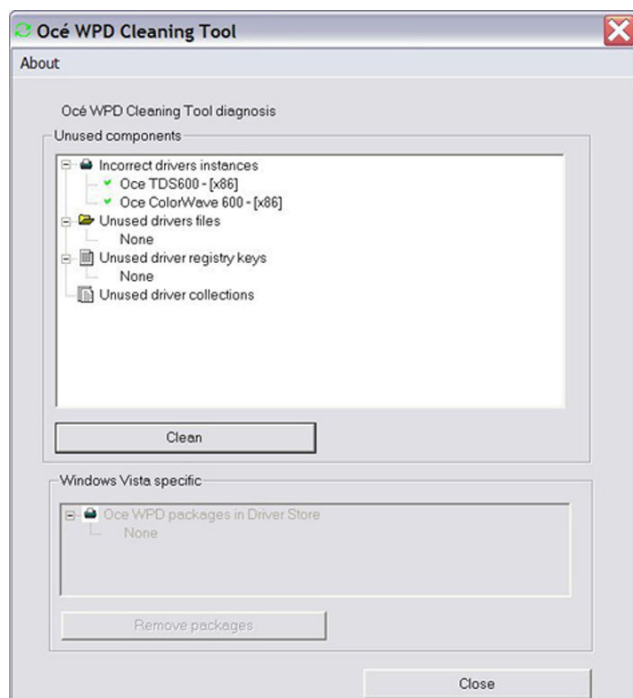 Océ WPD Cleaning Tool
About
Océ WPD Cleaning Tool diagnosis
Unused components
Incorrect drivers instances
Oce TDS600 - [x86]
Oce ColorWave 600 - [x86]
Unused drivers files
None
Unused driver registry keys
None
Unused driver collections
Clean
Windows Vista specific
Oce WPD packages in Driver Store
None
Remove packages
Close